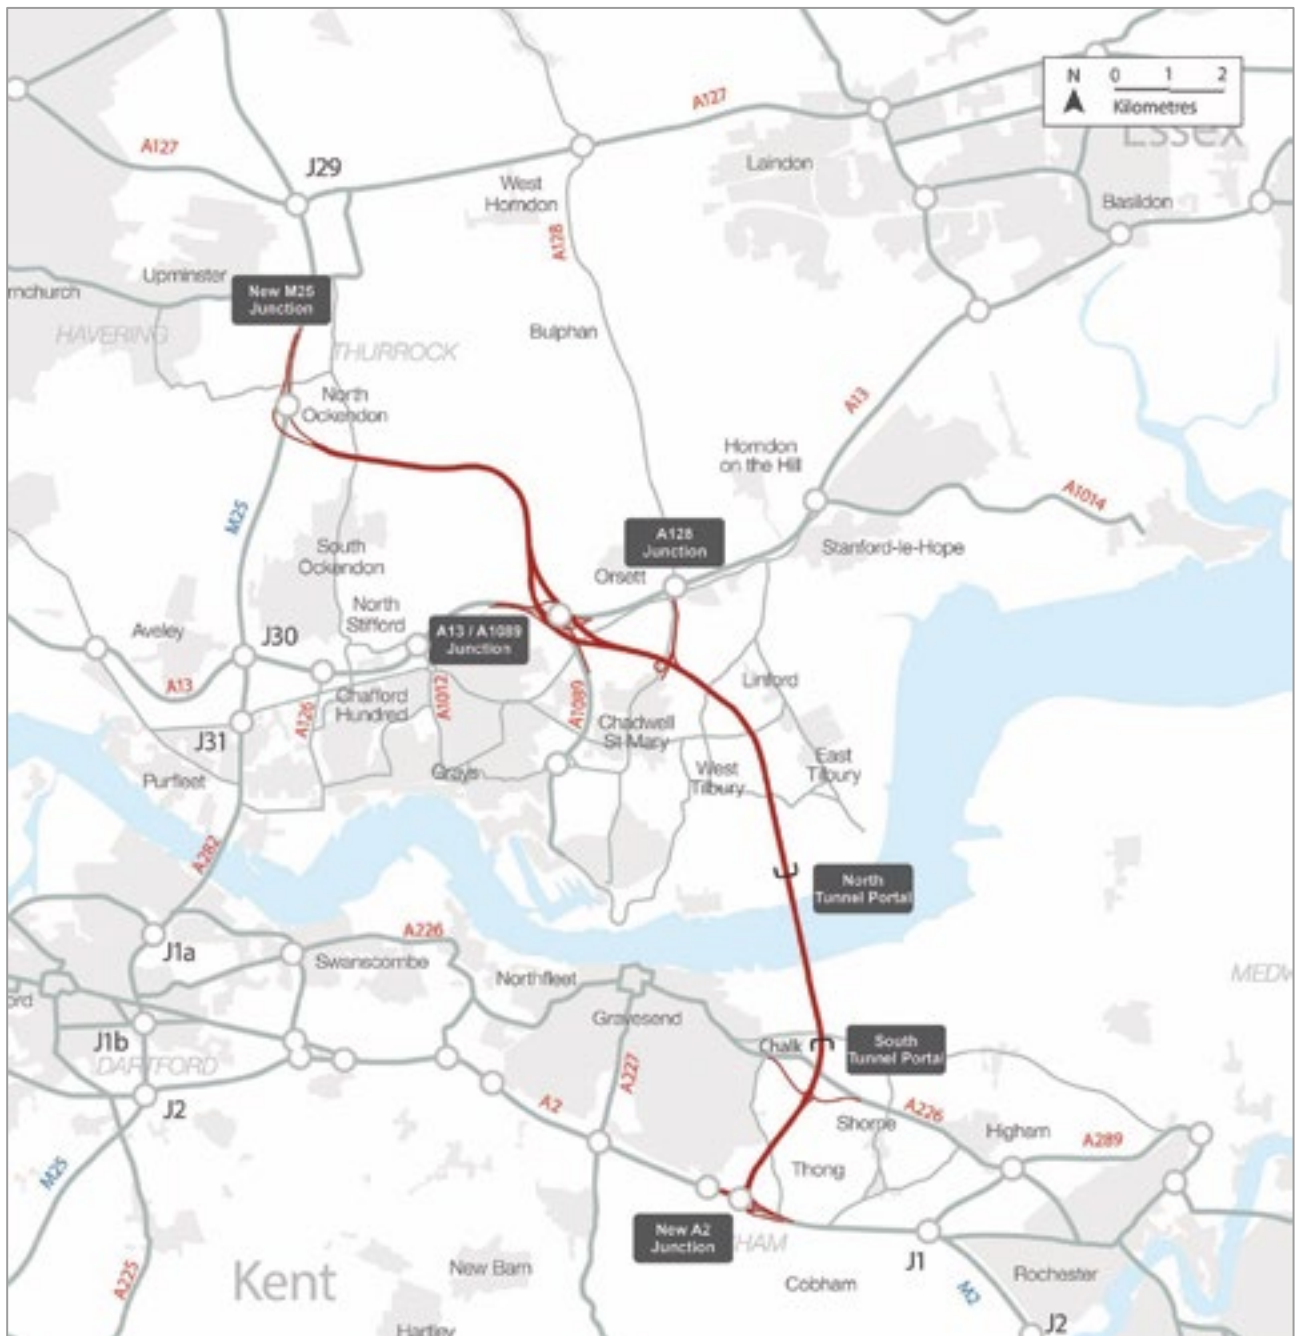 N 0 1 2
Kilometres
Essex
A127
A127
J29
Laindon
West
Horndon
Basildon
A128
Upminster
rnchurch
New M25
Junction
HAVERING
THURROCK
Bulphan
North
Ockendon
A13
Horndon
on the Hill
A1014
M25
A128
Junction
South
Ockendon
Stanford-le-Hope
Orsett
North
Stifford
Aveley
J30
A13 / A1089
Junction
A13
Linford
Chafford
Hundred
A126
A1012
A1089
Chadwell
St Mary
J31
Purfleet
Grays
West
Tilbury
East
Tilbury
A282
North
Tunnel Portal
A226
J1a
Swanscombe
Northfleet
MEDW
ord
Gravesend
J1b
DARTFORD
Chalk
South
Tunnel Portal
A227
J2
A2
A226
Shorne
Higham
A289
M25
Thong
New A2
Junction
HAM
J1
A225
Kent
New Barn
Cobham
M2
Rochester
Hartley
J2